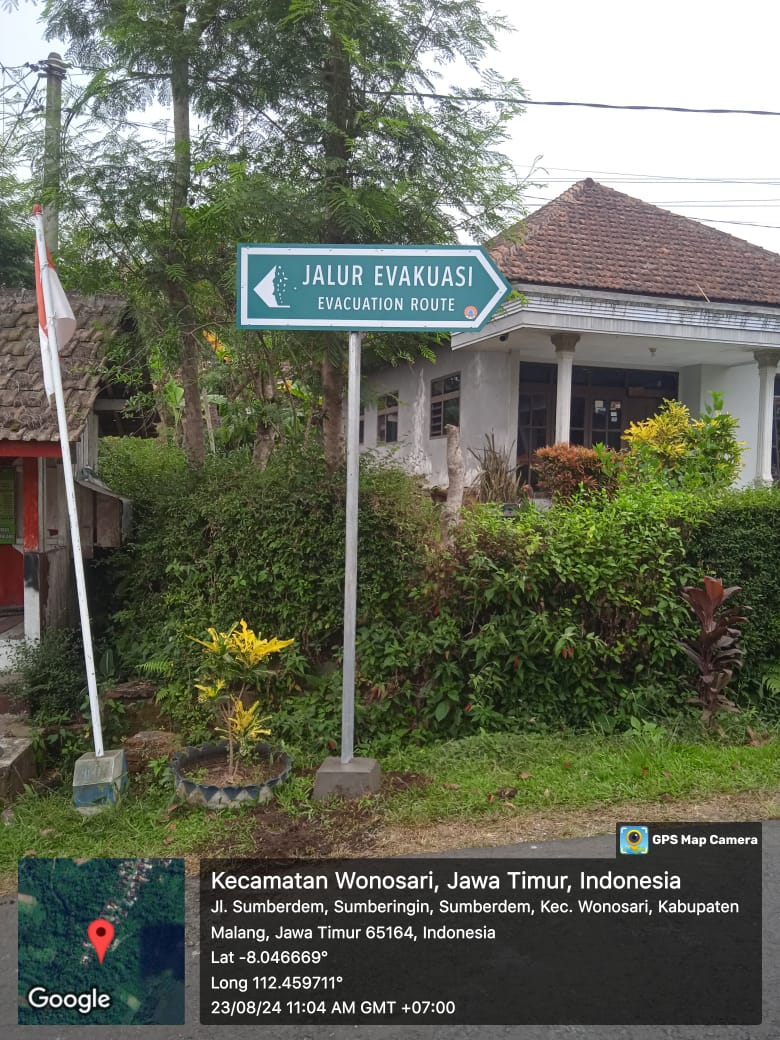 JALUR EVAKUASI
EVACUATION ROUTE
GPS Map Camera
Kecamatan Wonosari, Jawa Timur, Indonesia
Jl. Sumberdem, Sumberingin, Sumberdem, Kec. Wonosari, Kabupaten
Malang, Jawa Timur 65164, Indonesia
Lat -8.046669°
Long 112.459711°
23/08/24 11:04 AM GMT +07:00
Google